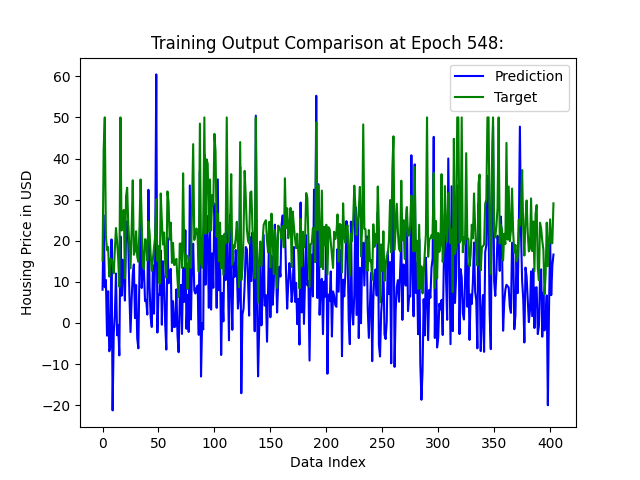 Training Output Comparison at Epoch 548:
Prediction
Target
60
50
40
30
20
10
0
−10
−20
Housing Price in USD
0 50 100 150 200 250 300 350 400
Data Index